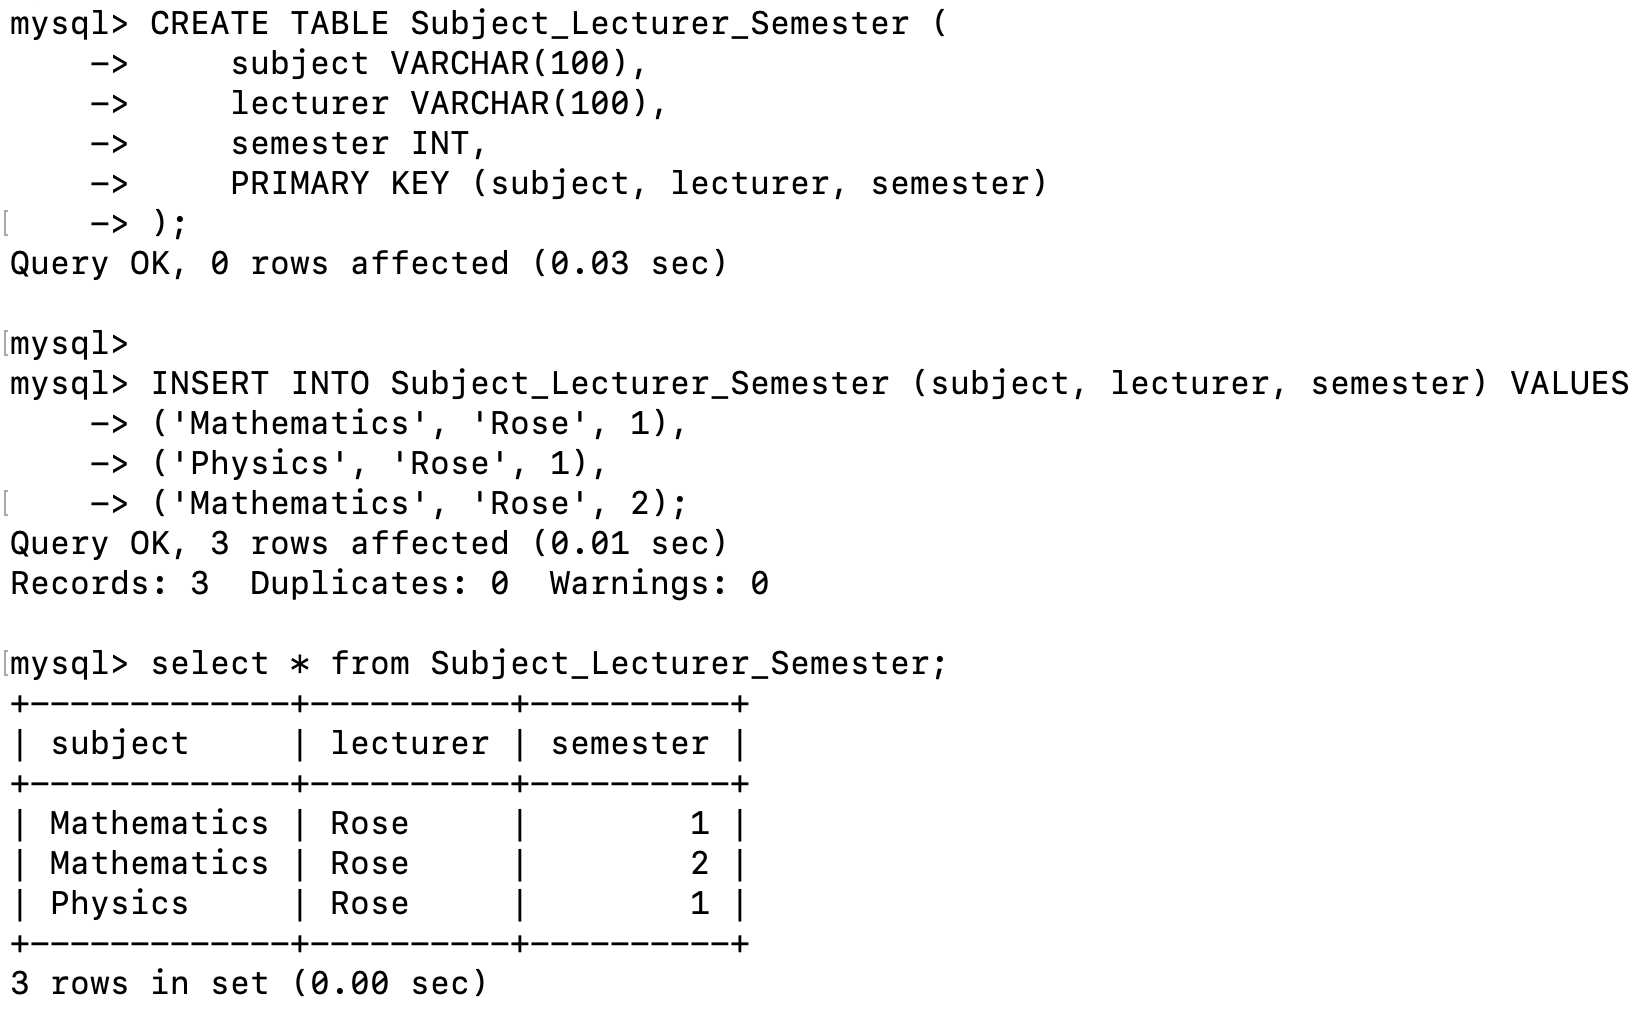 mysql> CREATE TABLE Subject_Lecturer_Semester (
    ->     subject VARCHAR(100),
    ->     lecturer VARCHAR(100),
    ->     semester INT,
    ->     PRIMARY KEY (subject, lecturer, semester)
[    -> );
Query OK, 0 rows affected (0.03 sec)

[mysql>
mysql> INSERT INTO Subject_Lecturer_Semester (subject, lecturer, semester) VALUES
    -> ('Mathematics', 'Rose', 1),
    -> ('Physics', 'Rose', 1),
[    -> ('Mathematics', 'Rose', 2);
Query OK, 3 rows affected (0.01 sec)
Records: 3  Duplicates: 0  Warnings: 0

[mysql> select * from Subject_Lecturer_Semester;
+-------------+----------+----------+
| subject     | lecturer | semester |
+-------------+----------+----------+
| Mathematics | Rose     |        1 |
| Mathematics | Rose     |        2 |
| Physics     | Rose     |        1 |
+-------------+----------+----------+
3 rows in set (0.00 sec)